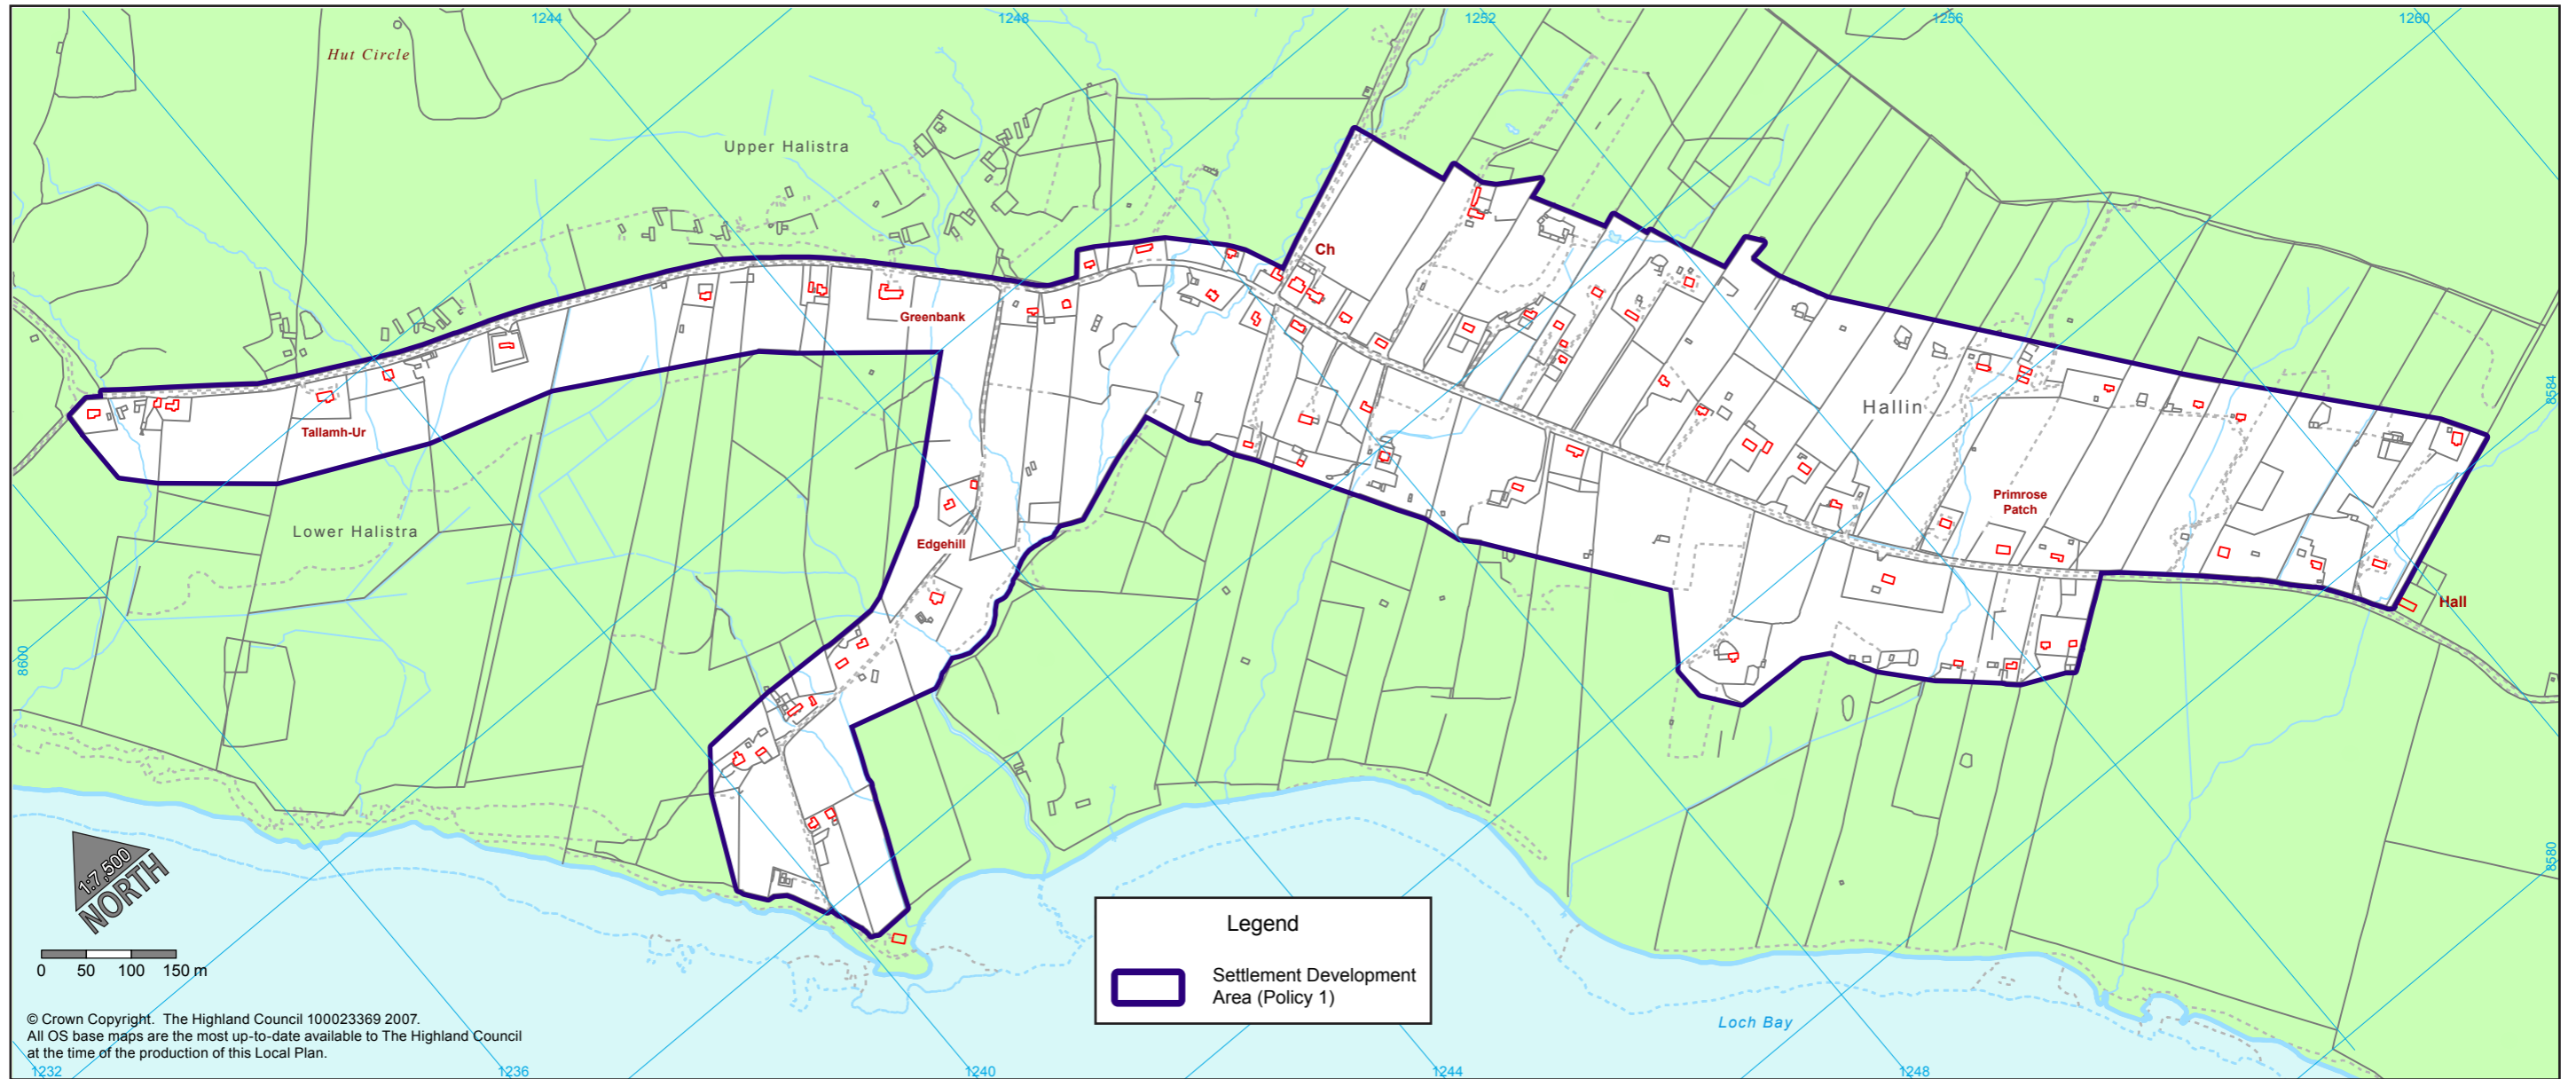 1244
1248
1252
1256
1260
Hut Circle
Upper Halistra
Ch
Greenbank
8584
Hallin
Tallamh-Ur
Primrose
Patch
Lower Halistra
Edgehill
Hall
8600
8580
1:7,500
NORTH
0 50 100 150 m
Legend
Settlement Development
Area (Policy 1)
Loch Bay
© Crown Copyright. The Highland Council 100023369 2007.
All OS base maps are the most up-to-date available to The Highland Council
at the time of the production of this Local Plan.
1232
1236
1240
1244
1248